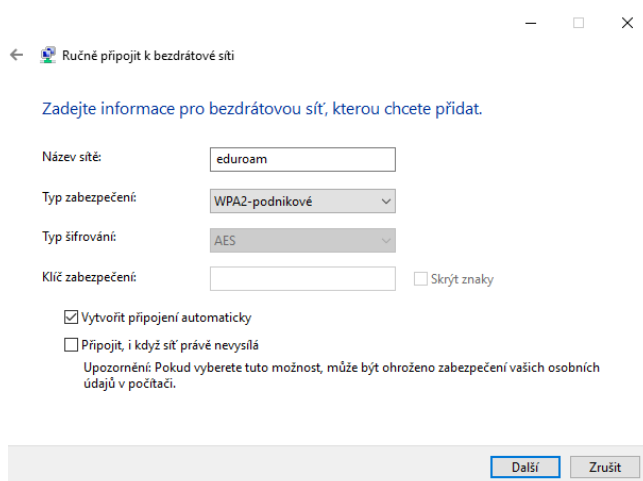 Ručně připojit k bezdrátové síti
Zadejte informace pro bezdrátovou síť, kterou chcete přidat.
Název sítě: eduroam
Typ zabezpečení: WPA2-podnikové
Typ šifrování: AES
Klíč zabezpečení: Skrýt znaky
Vytvořit připojení automaticky
Připojit, i když síť právě nevysílá
Upozornění: Pokud vyberete tuto možnost, může být ohroženo zabezpečení vašich osobních
údajů v počítači.
Další Zrušit